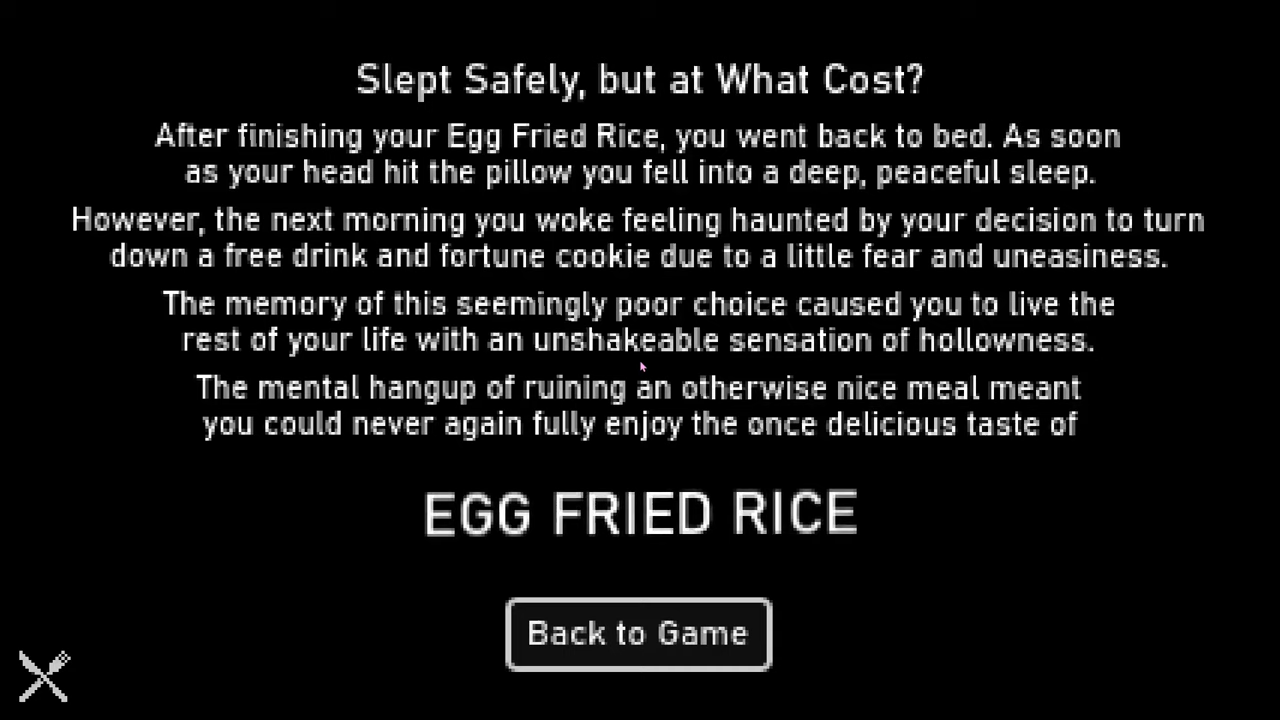 Slept Safely, but at What Cost?
After finishing your Egg Fried Rice, you went back to bed. As soon
as your head hit the pillow you fell into a deep, peaceful sleep.
However, the next morning you woke feeling haunted by your decision to turn
down a free drink and fortune cookie due to a little fear and uneasiness.
The memory of this seemingly poor choice caused you to live the
rest of your life with an unshakeable sensation of hollowness.
The mental hangup of ruining an otherwise nice meal meant
you could never again fully enjoy the once delicious taste of
EGG FRIED RICE
Back to Game